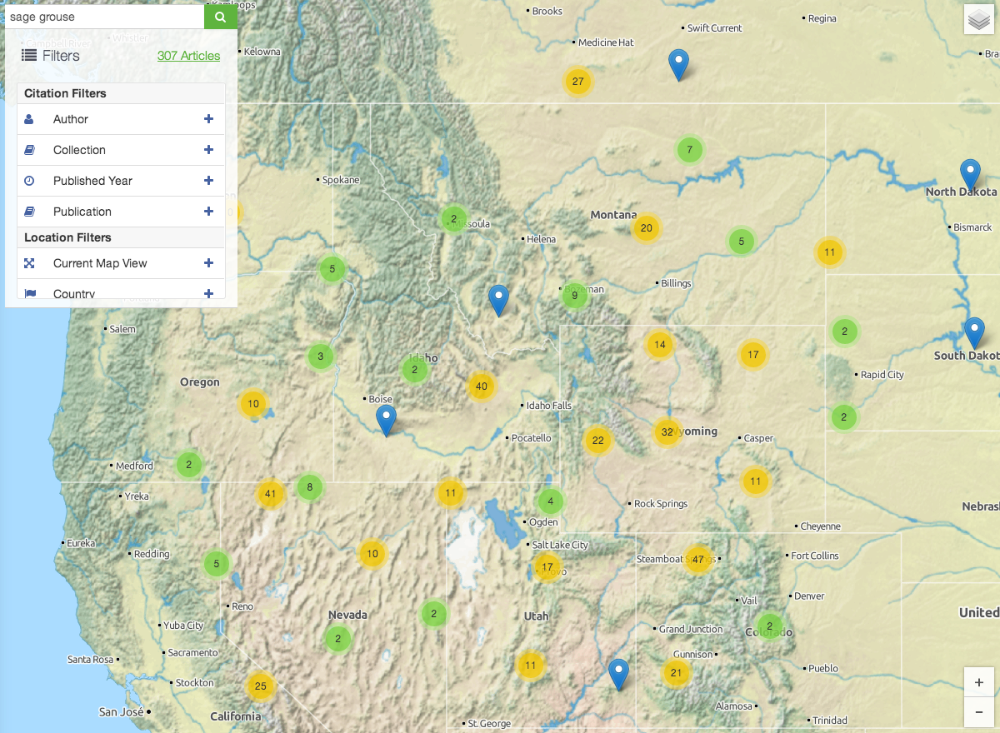 sage grouse
Filters
307 Articles
Citation Filters
Author
Collection
Published Year
Publication
Location Filters
Current Map View
Country
Kamloops
Campbell River
Whistler
Kelowna
Brooks
Regina
Swift Current
Medicine Hat
27
7
Spokane
North Dakota
Bismarck
2
Missoula
Montana
20
Helena
5
11
5
9
Bozeman
Billings
Salem
2
14
17
South Dakot
3
Idaho
2
Rapid City
Oregon
40
10
Boise
Idaho Falls
2
Pocatello
22
32
Wyoming
Casper
Medford
2
41
8
11
11
Yreka
4
Rock Springs
Nebras
Ogden
Cheyenne
Eureka
Redding
10
Salt Lake City
5
17
Provo
Steamboat Springs
47
Fort Collins
Reno
Nevada
2
Utah
Vail
Denver
United
Yuba City
2
Grand Junction
2
Colorado
Sacramento
Santa Rosa
11
Gunnison
21
Pueblo
Stockton
25
San José
California
Alamosa
St. George
Trinidad
+
−